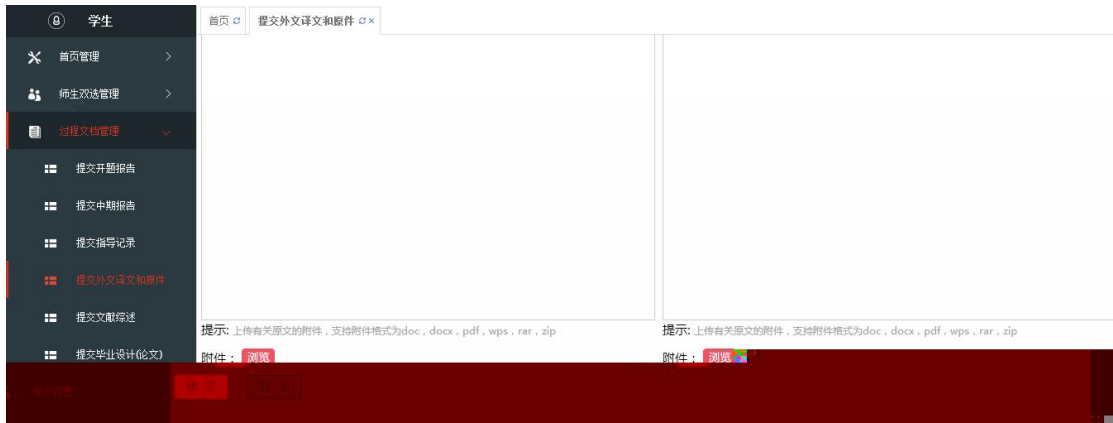 学生
首页
提交外文译文和原件
首页管理
师生双选管理
过程文档管理
提交开题报告
提交中期报告
提交指导记录
提交外文译文和原件
提交文献综述
提交毕业设计(论文)
提示: 上传有关原文的附件，支持附件格式为doc，docx，pdf，wps，rar，zip
附件： 浏览
提示: 上传有关原文的附件，支持附件格式为doc，docx，pdf，wps，rar，zip
附件： 浏览